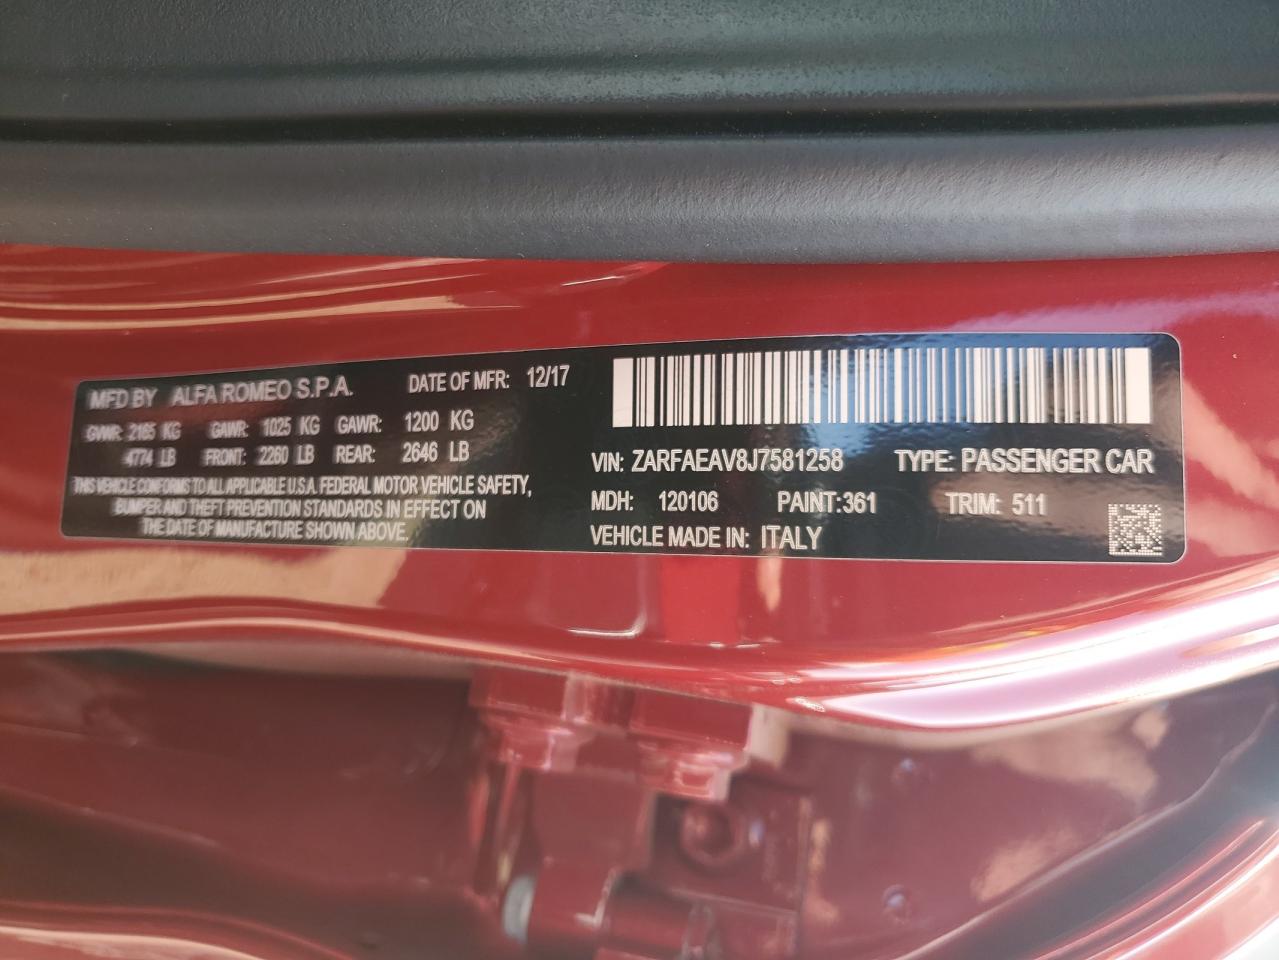 MFD BY ALFA ROMEO S.P.A. DATE OF MFR: 12/17
GVWR: 2165 KG GAWR: 1025 KG GAWR: 1200 KG
4774 LB FRONT: 2260 LB REAR: 2646 LB
THIS VEHICLE CONFORMS TO ALL APPLICABLE U.S.A. FEDERAL MOTOR VEHICLE SAFETY,
BUMPER AND THEFT PREVENTION STANDARDS IN EFFECT ON
THE DATE OF MANUFACTURE SHOWN ABOVE.
VIN: ZARFAEAV8J7581258 TYPE: PASSENGER CAR
MDH: 120106 PAINT:361 TRIM: 511
VEHICLE MADE IN: ITALY